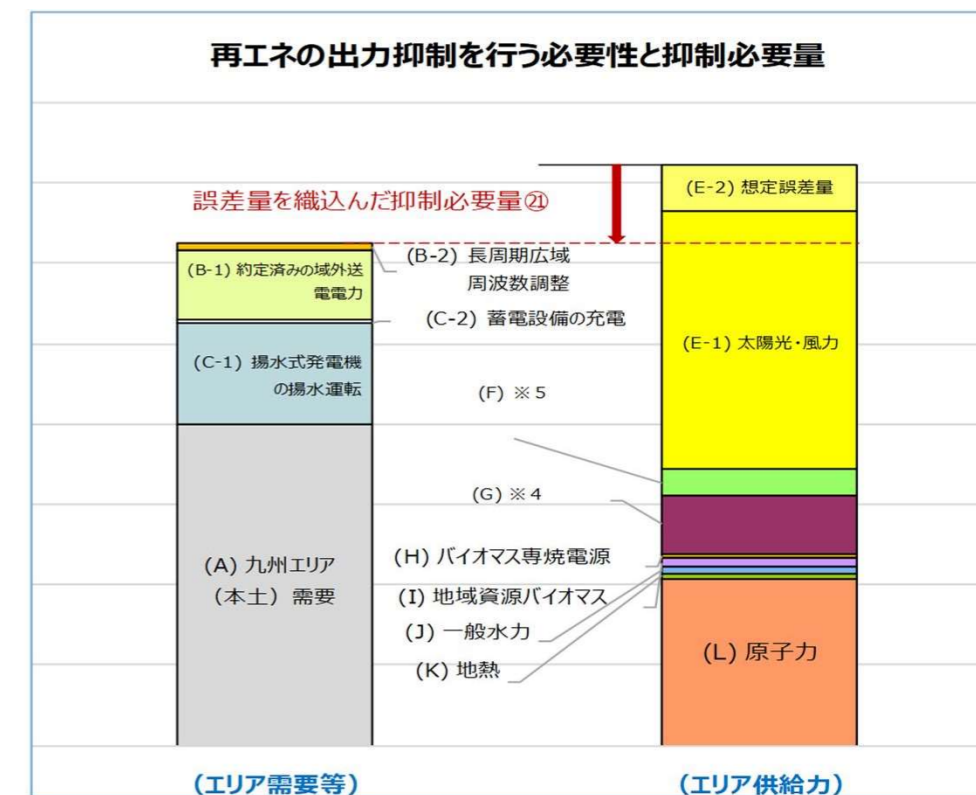 再エネの出力抑制を行う必要性と抑制必要量
誤差量を織込んだ抑制必要量㉑
(E-2) 想定誤差量
(B-2) 長周期広域
周波数調整
(B-1) 約定済みの域外送
電電力
(C-2) 蓄電設備の充電
(E-1) 太陽光・風力
(C-1) 揚水式発電機
の揚水運転
(F) ※5
(G) ※4
(H) バイオマス専焼電源
(A) 九州エリア
(本土) 需要
(I) 地域資源バイオマス
(J) 一般水力
(K) 地熱
(L) 原子力
(エリア需要等)
(エリア供給力)